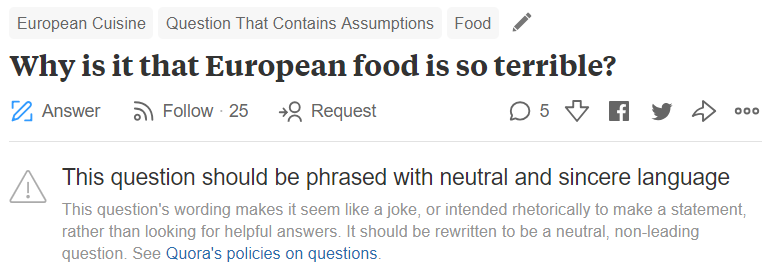 European Cuisine Question That Contains Assumptions Food
Why is it that European food is so terrible?
Answer Follow · 25 Request 5
This question should be phrased with neutral and sincere language
This question's wording makes it seem like a joke, or intended rhetorically to make a statement,
rather than looking for helpful answers. It should be rewritten to be a neutral, non-leading
question. See Quora's policies on questions.